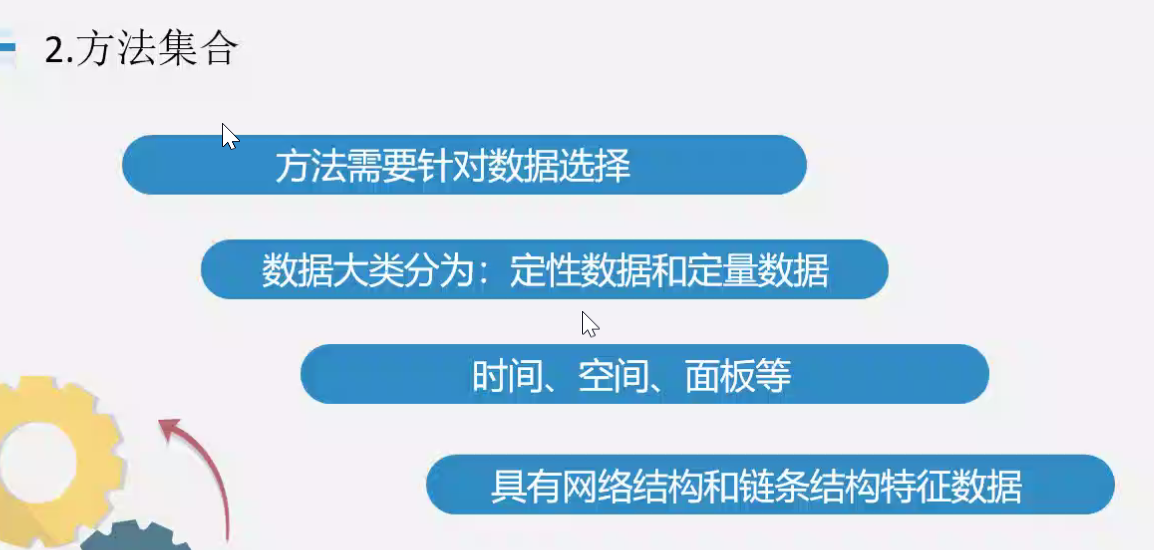 2.方法集合
方法需要针对数据选择
数据大类分为：定性数据和定量数据
时间、空间、面板等
具有网络结构和链条结构特征数据